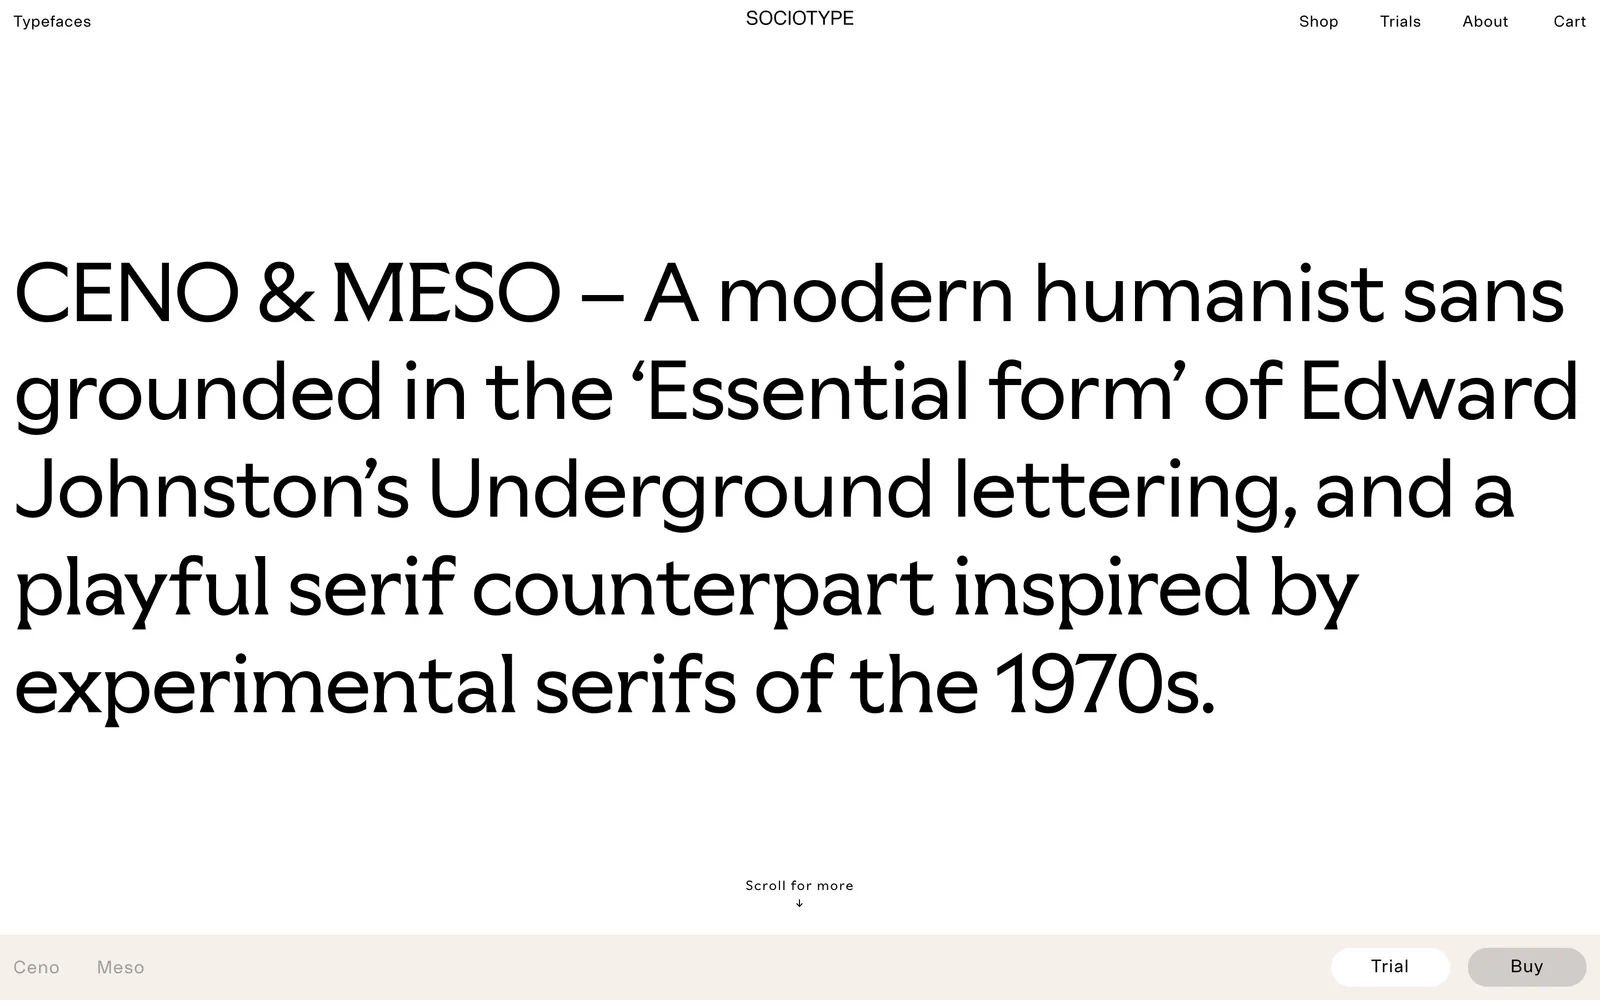 Typefaces
SOCIOTYPE
Shop
Trials
About
Cart
CENO & MESO – A modern humanist sans
grounded in the ‘Essential form’ of Edward
Johnston’s Underground lettering, and a
playful serif counterpart inspired by
experimental serifs of the 1970s.
Scroll for more
↓
Ceno
Meso
Trial
Buy